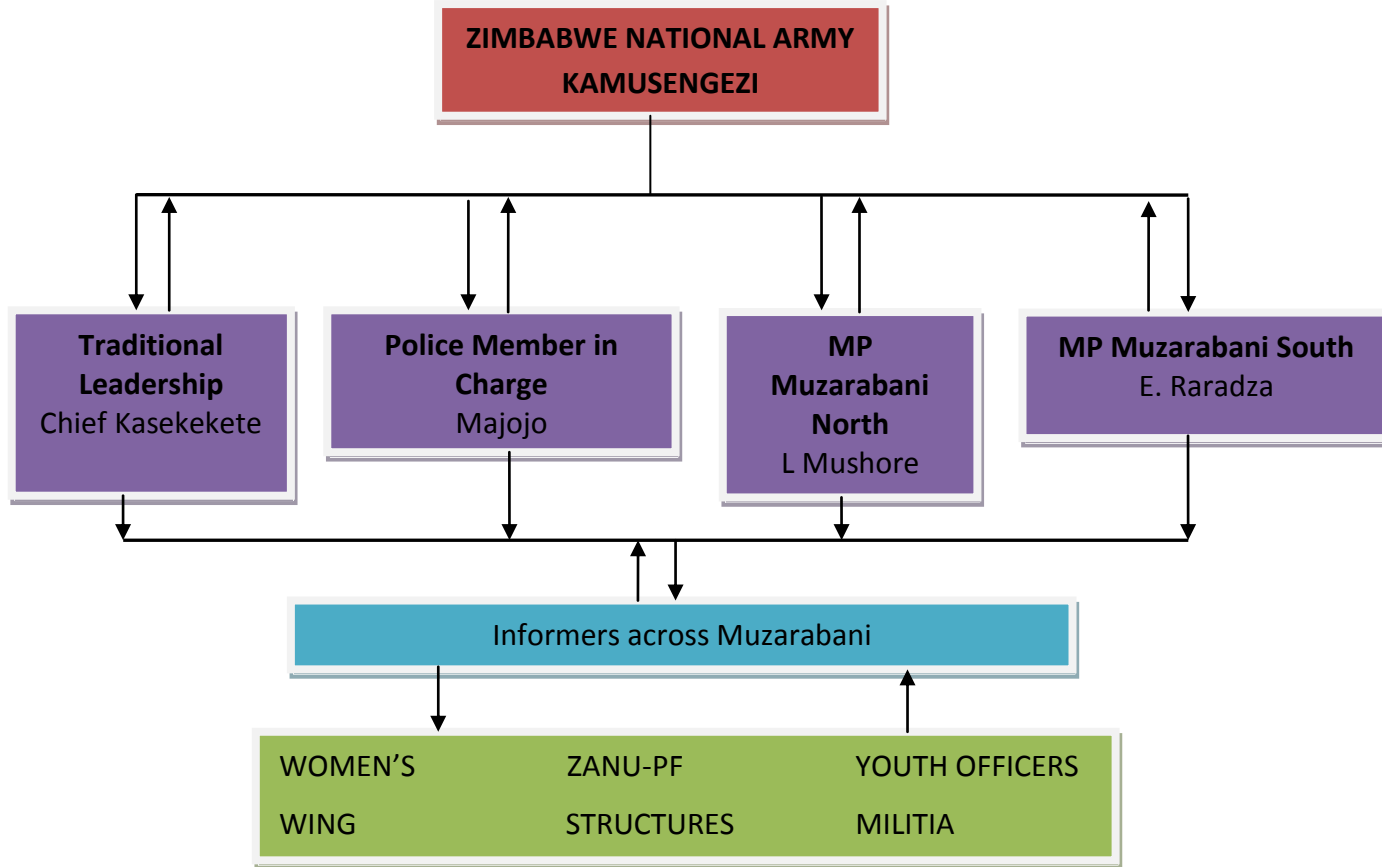 ZIMBABWE NATIONAL ARMY
KAMUSENGEZI
Traditional
Leadership
Chief Kasekekete
Police Member in
Charge
Majojo
MP
Muzarabani
North
L Mushore
MP Muzarabani South
E. Raradza
Informers across Muzarabani
WOMEN’S ZANU-PF YOUTH OFFICERS
WING STRUCTURES MILITIA